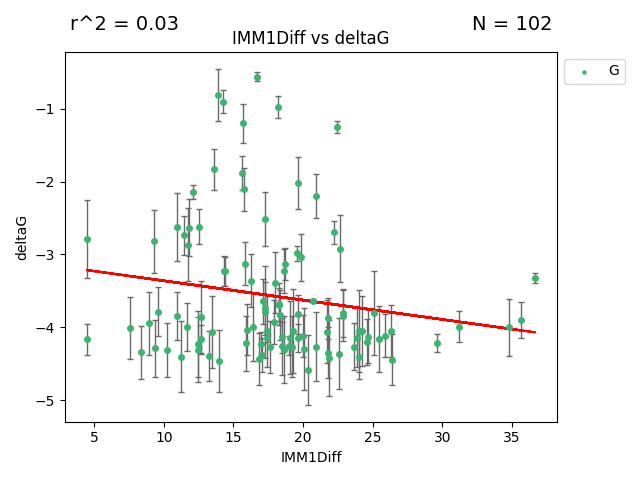 r^2 = 0.03
N = 102
IMM1Diff vs deltaG
G
deltaG
−1
−2
−3
−4
−5
5 10 15 20 25 30 35
IMM1Diff